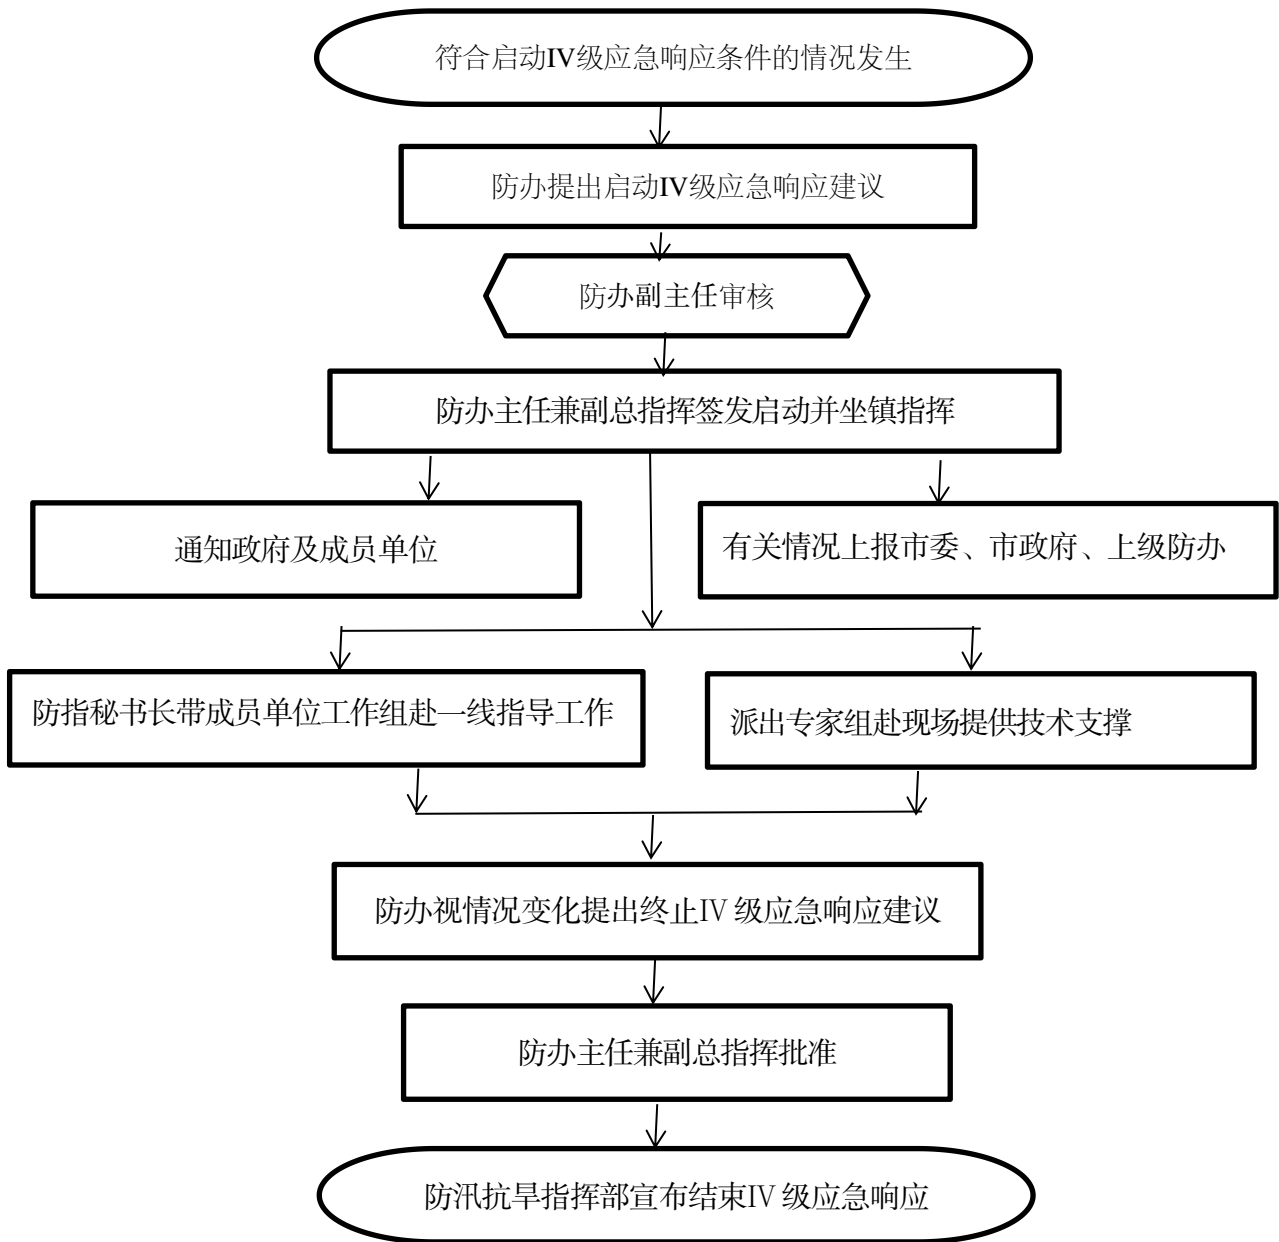 符合启动IV级应急响应条件的情况发生
防办提出启动IV级应急响应建议
防办副主任审核
防办主任兼副总指挥签发启动并坐镇指挥
通知政府及成员单位
有关情况上报市委、市政府、上级防办
防指秘书长带成员单位工作组赴一线指导工作
派出专家组赴现场提供技术支撑
防办视情况变化提出终止IV 级应急响应建议
防办主任兼副总指挥批准
防汛抗旱指挥部宣布结束IV 级应急响应